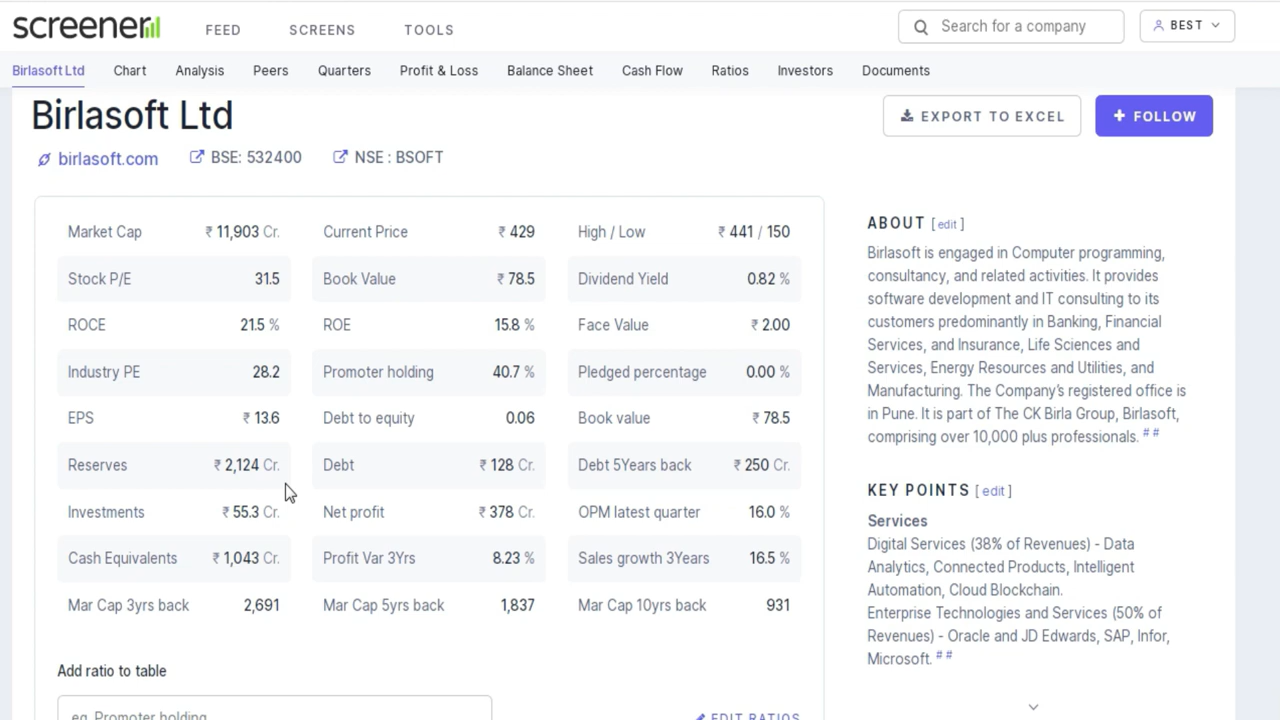 screener
FEED
SCREENS
TOOLS
Search for a company
BEST
Birlasoft Ltd
Chart
Analysis
Peers
Quarters
Profit & Loss
Balance Sheet
Cash Flow
Ratios
Investors
Documents
Birlasoft Ltd
EXPORT TO EXCEL
+ FOLLOW
birlasoft.com
BSE: 532400
NSE : BSOFT
Market Cap ₹ 11,903 Cr.
Current Price ₹ 429
High / Low ₹ 441 / 150
Stock P/E 31.5
Book Value ₹ 78.5
Dividend Yield 0.82 %
ROCE 21.5 %
ROE 15.8 %
Face Value ₹ 2.00
Industry PE 28.2
Promoter holding 40.7 %
Pledged percentage 0.00 %
EPS ₹ 13.6
Debt to equity 0.06
Book value ₹ 78.5
Reserves ₹ 2,124 Cr.
Debt ₹ 128 Cr.
Debt 5Years back ₹ 250 Cr.
Investments ₹ 55.3 Cr.
Net profit ₹ 378 Cr.
OPM latest quarter 16.0 %
Cash Equivalents ₹ 1,043 Cr.
Profit Var 3Yrs 8.23 %
Sales growth 3Years 16.5 %
Mar Cap 3yrs back 2,691
Mar Cap 5yrs back 1,837
Mar Cap 10yrs back 931
Add ratio to table
eg. Promoter holding
EDIT RATIOS
ABOUT [ edit ]
Birlasoft is engaged in Computer programming,
consultancy, and related activities. It provides
software development and IT consulting to its
customers predominantly in Banking, Financial
Services, and Insurance, Life Sciences and
Services, Energy Resources and Utilities, and
Manufacturing. The Company's registered office is
in Pune. It is part of The CK Birla Group, Birlasoft,
comprising over 10,000 plus professionals. # #
KEY POINTS [ edit ]
Services
Digital Services (38% of Revenues) - Data
Analytics, Connected Products, Intelligent
Automation, Cloud Blockchain.
Enterprise Technologies and Services (50% of
Revenues) - Oracle and JD Edwards, SAP, Infor,
Microsoft. # #